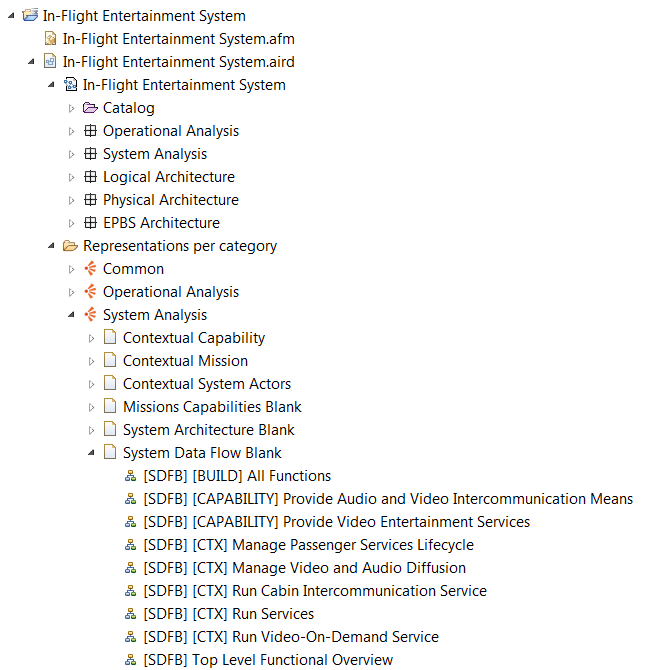 In-Flight Entertainment System
In-Flight Entertainment System.afm
In-Flight Entertainment System.aird
In-Flight Entertainment System
Catalog
Operational Analysis
System Analysis
Logical Architecture
Physical Architecture
EPBS Architecture
Representations per category
Common
Operational Analysis
System Analysis
Contextual Capability
Contextual Mission
Contextual System Actors
Missions Capabilities Blank
System Architecture Blank
System Data Flow Blank
[SDFB] [BUILD] All Functions
[SDFB] [CAPABILITY] Provide Audio and Video Intercommunication Means
[SDFB] [CAPABILITY] Provide Video Entertainment Services
[SDFB] [CTX] Manage Passenger Services Lifecycle
[SDFB] [CTX] Manage Video and Audio Diffusion
[SDFB] [CTX] Run Cabin Intercommunication Service
[SDFB] [CTX] Run Services
[SDFB] [CTX] Run Video-On-Demand Service
[SDFB] Top Level Functional Overview